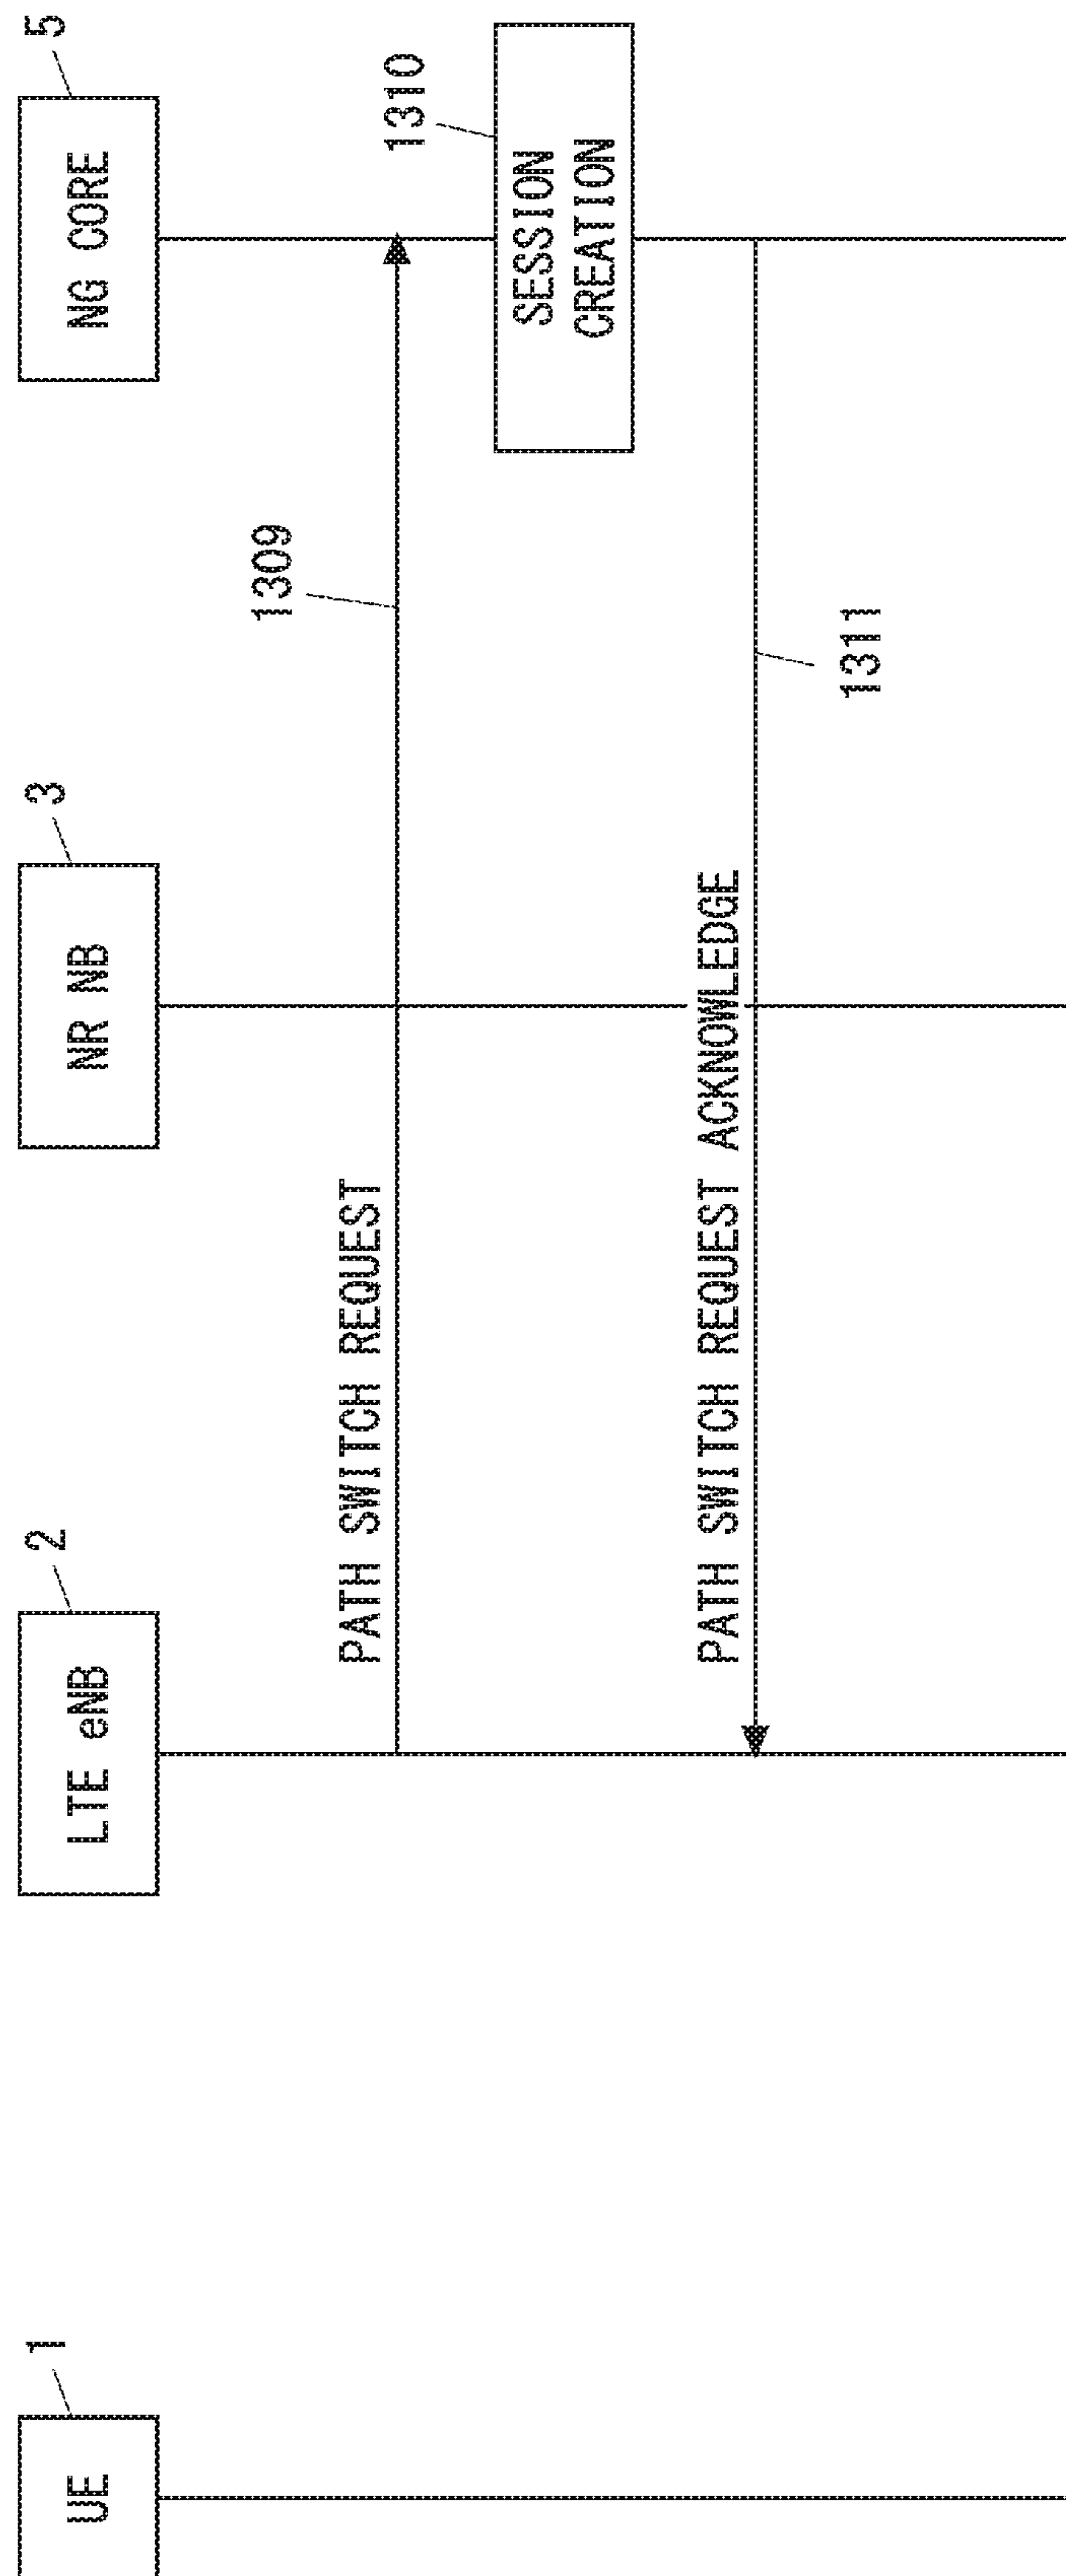 UE
1
LTE eNB
2
NR NB
3
NG CORE
5
PATH SWITCH REQUEST
1309
SESSION
CREATION
1310
PATH SWITCH REQUEST ACKNOWLEDGE
1311